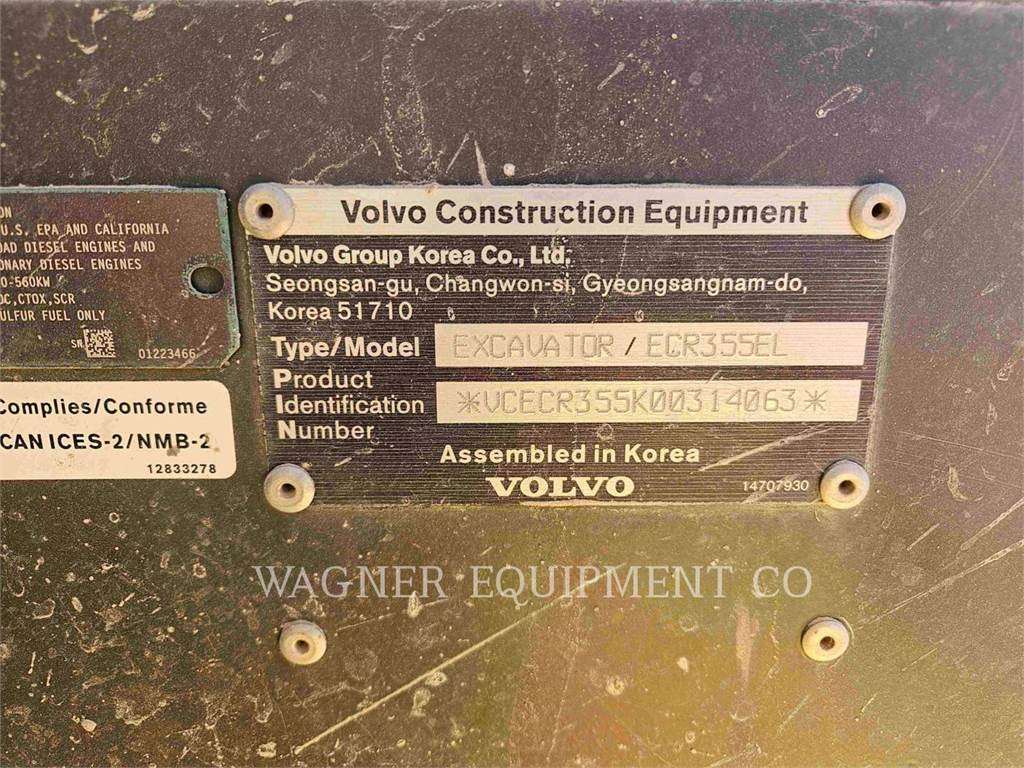 ON
U.S. EPA AND CALIFORNIA
OAD DIESEL ENGINES AND
ONARY DIESEL ENGINES
0-560KW
OC,CTOX,SCR
ULFUR FUEL ONLY
SN
01223466
Complies/Conforme
CAN ICES-2/NMB-2
12833278
Volvo Construction Equipment
Volvo Group Korea Co., Ltd.
Seongsan-gu, Changwon-si, Gyeongsangnam-do,
Korea 51710
Type/Model EXCAVATOR / ECR355EL
Product
Identification *VCECR355K00314063*
Number
Assembled in Korea
VOLVO
14707930
WAGNER EQUIPMENT CO